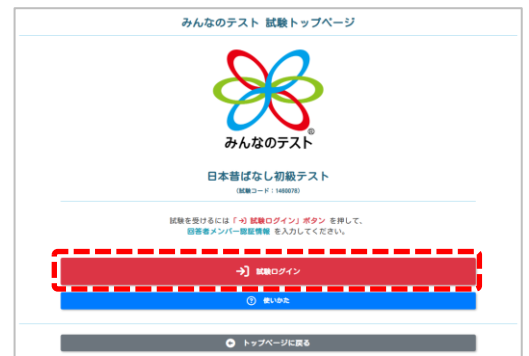 みんなのテスト 試験トップページ
みんなのテスト®
日本昔ばなし初級テスト
(試験コード：1460078)
試験を受けるには「→] 試験ログイン」ボタン を押して、
回答者メンバー認証情報 を入力してください。
→] 試験ログイン
? 使いかた
トップページに戻る